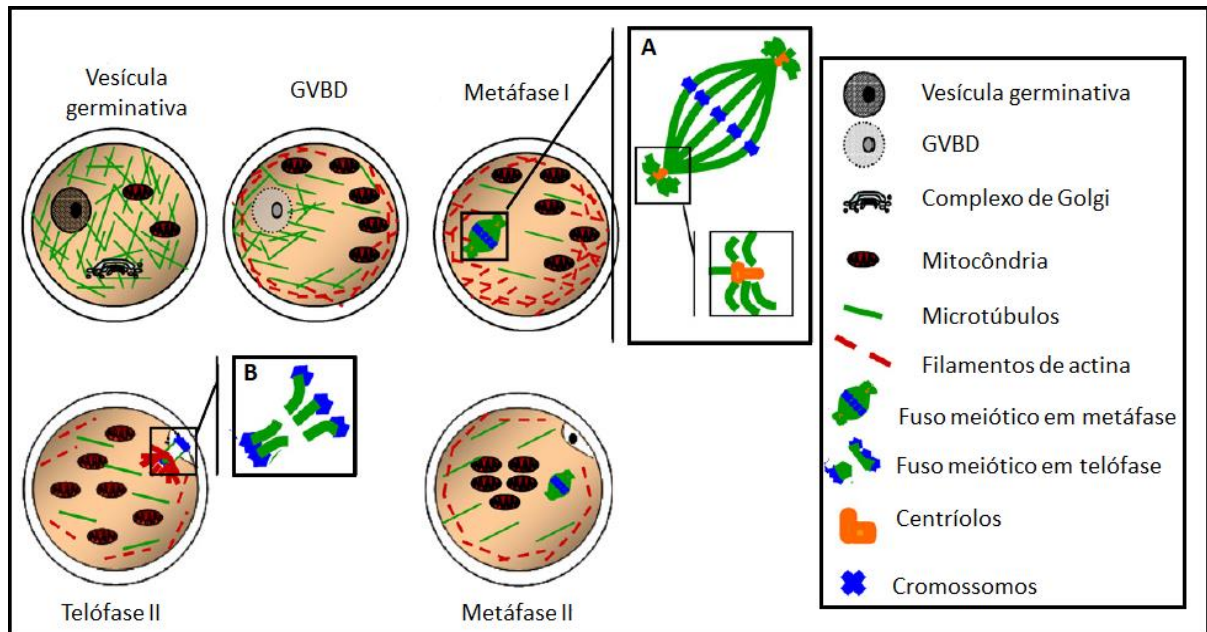 Vesícula
germinativa
GVBD
Metáfase I
A
Telófase II
B
Metáfase II
Vesícula germinativa
GVBD
Complexo de Golgi
Mitocôndria
Microtúbulos
Filamentos de actina
Fuso meiótico em metáfase
Fuso meiótico em telófase
Centríolos
Cromossomos